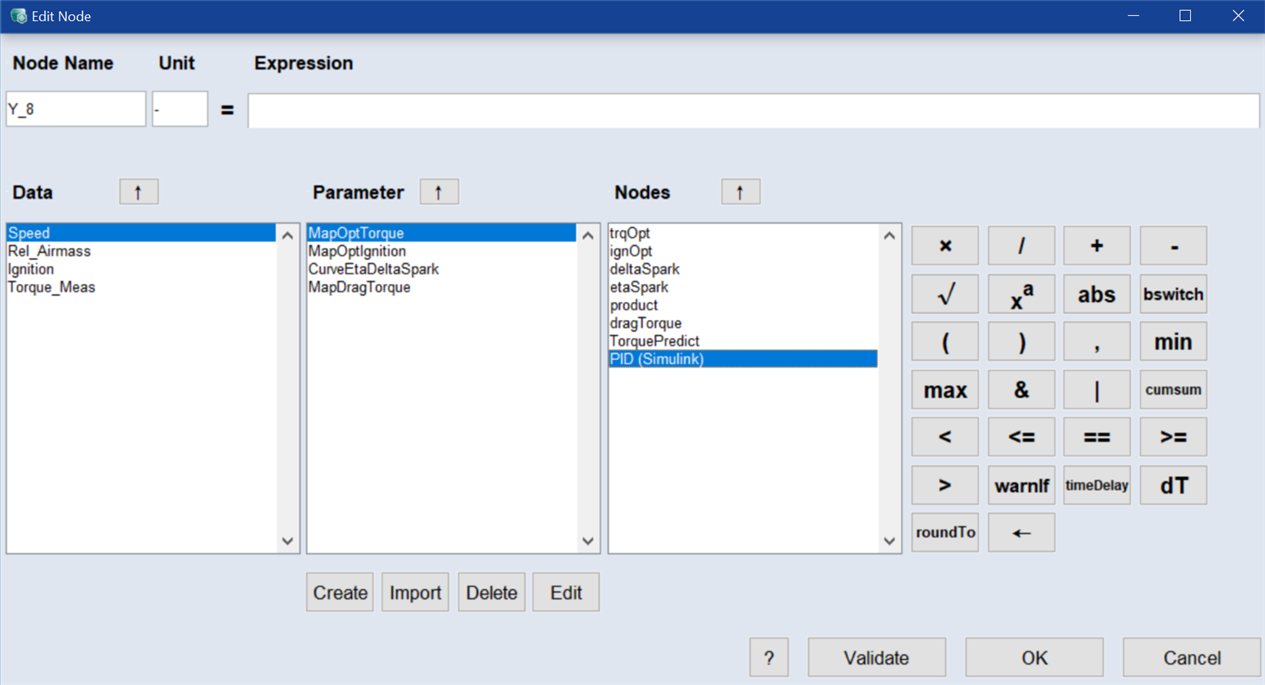 Edit Node
Node Name Unit Expression
Y_8 - =
Data ↑ Parameter ↑ Nodes ↑
Speed MapOptTorque trqOpt
Rel_Airmass MapOptIgnition ignOpt
Ignition CurveEtaDeltaSpark deltaSpark
Torque_Meas MapDragTorque etaSpark
product
dragTorque
TorquePredict
PID (Simulink)
× / + -
√ xª abs bswitch
( ) , min
max & | cumsum
< <= == >=
> warnIf timeDelay dT
roundTo ←
Create Import Delete Edit
? Validate OK Cancel